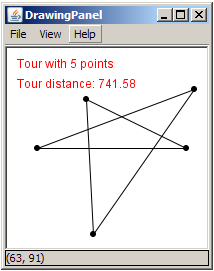 DrawingPanel
File View Help
Tour with 5 points
Tour distance: 741.58
(63, 91)